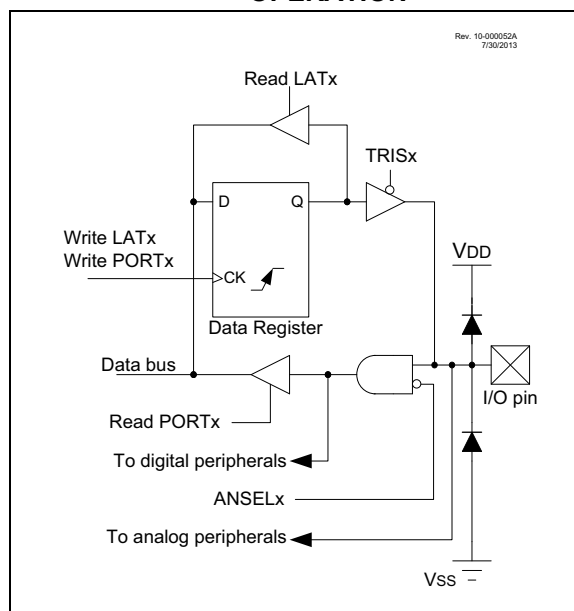 OPERATION
Rev. 10-000052A
7/30/2013
Read LATx
TRISx
D
Q
Write LATx
Write PORTx
CK
Data Register
VDD
Data bus
I/O pin
Read PORTx
To digital peripherals
ANSELx
To analog peripherals
VSS